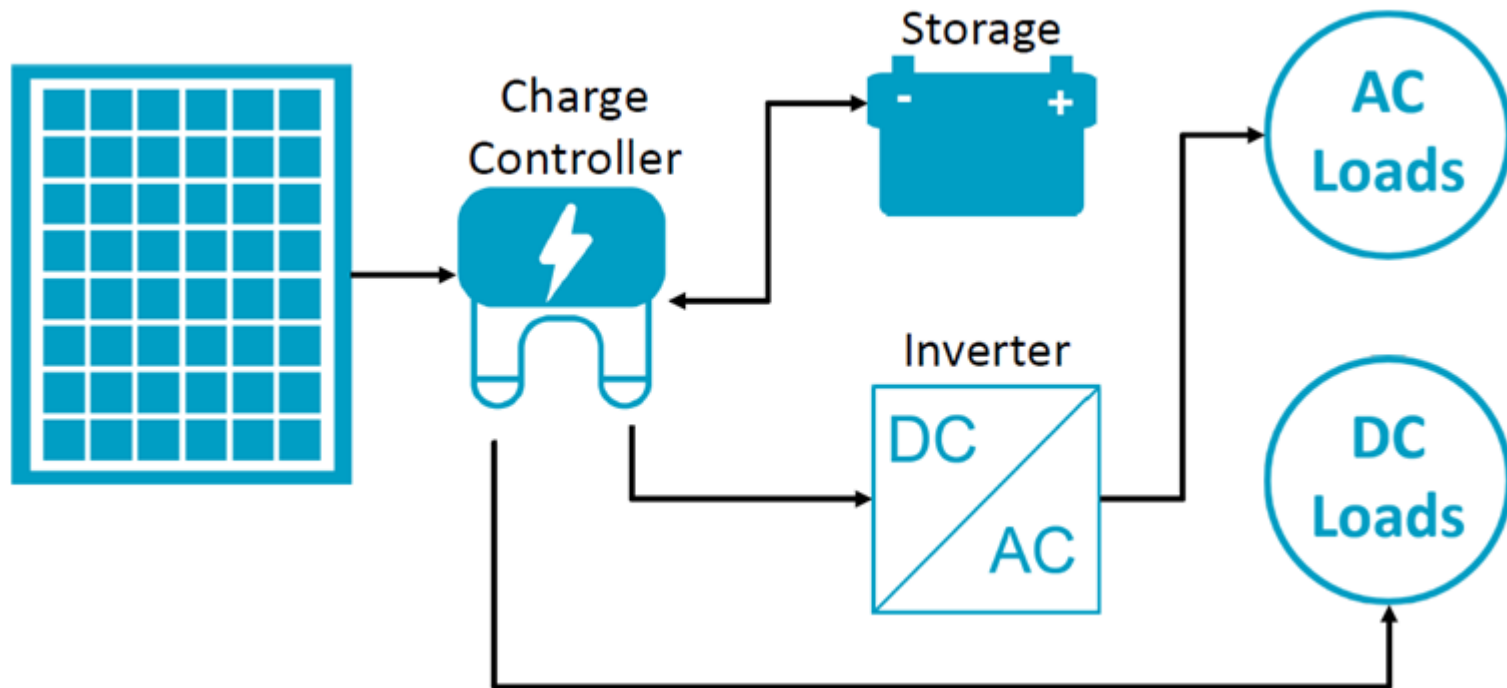 Storage
-
+
Charge
Controller
AC
Loads
Inverter
DC
AC
DC
Loads